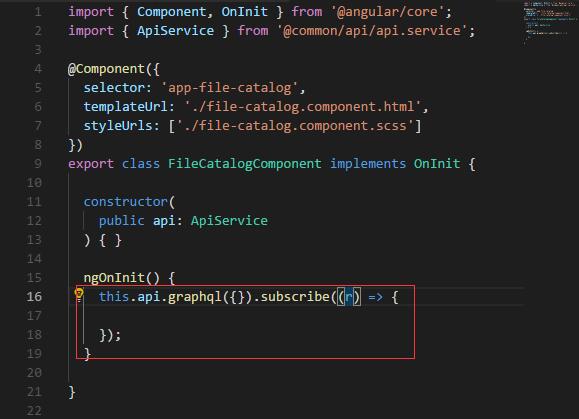 1 import { Component, OnInit } from '@angular/core';
2 import { ApiService } from '@common/api/api.service';
3
4 @Component({
5   selector: 'app-file-catalog',
6   templateUrl: './file-catalog.component.html',
7   styleUrls: ['./file-catalog.component.scss']
8 })
9 export class FileCatalogComponent implements OnInit {
10
11   constructor(
12     public api: ApiService
13   ) { }
14
15   ngOnInit() {
16     this.api.graphql({}).subscribe((r) => {
17
18     });
19   }
20
21 }
22